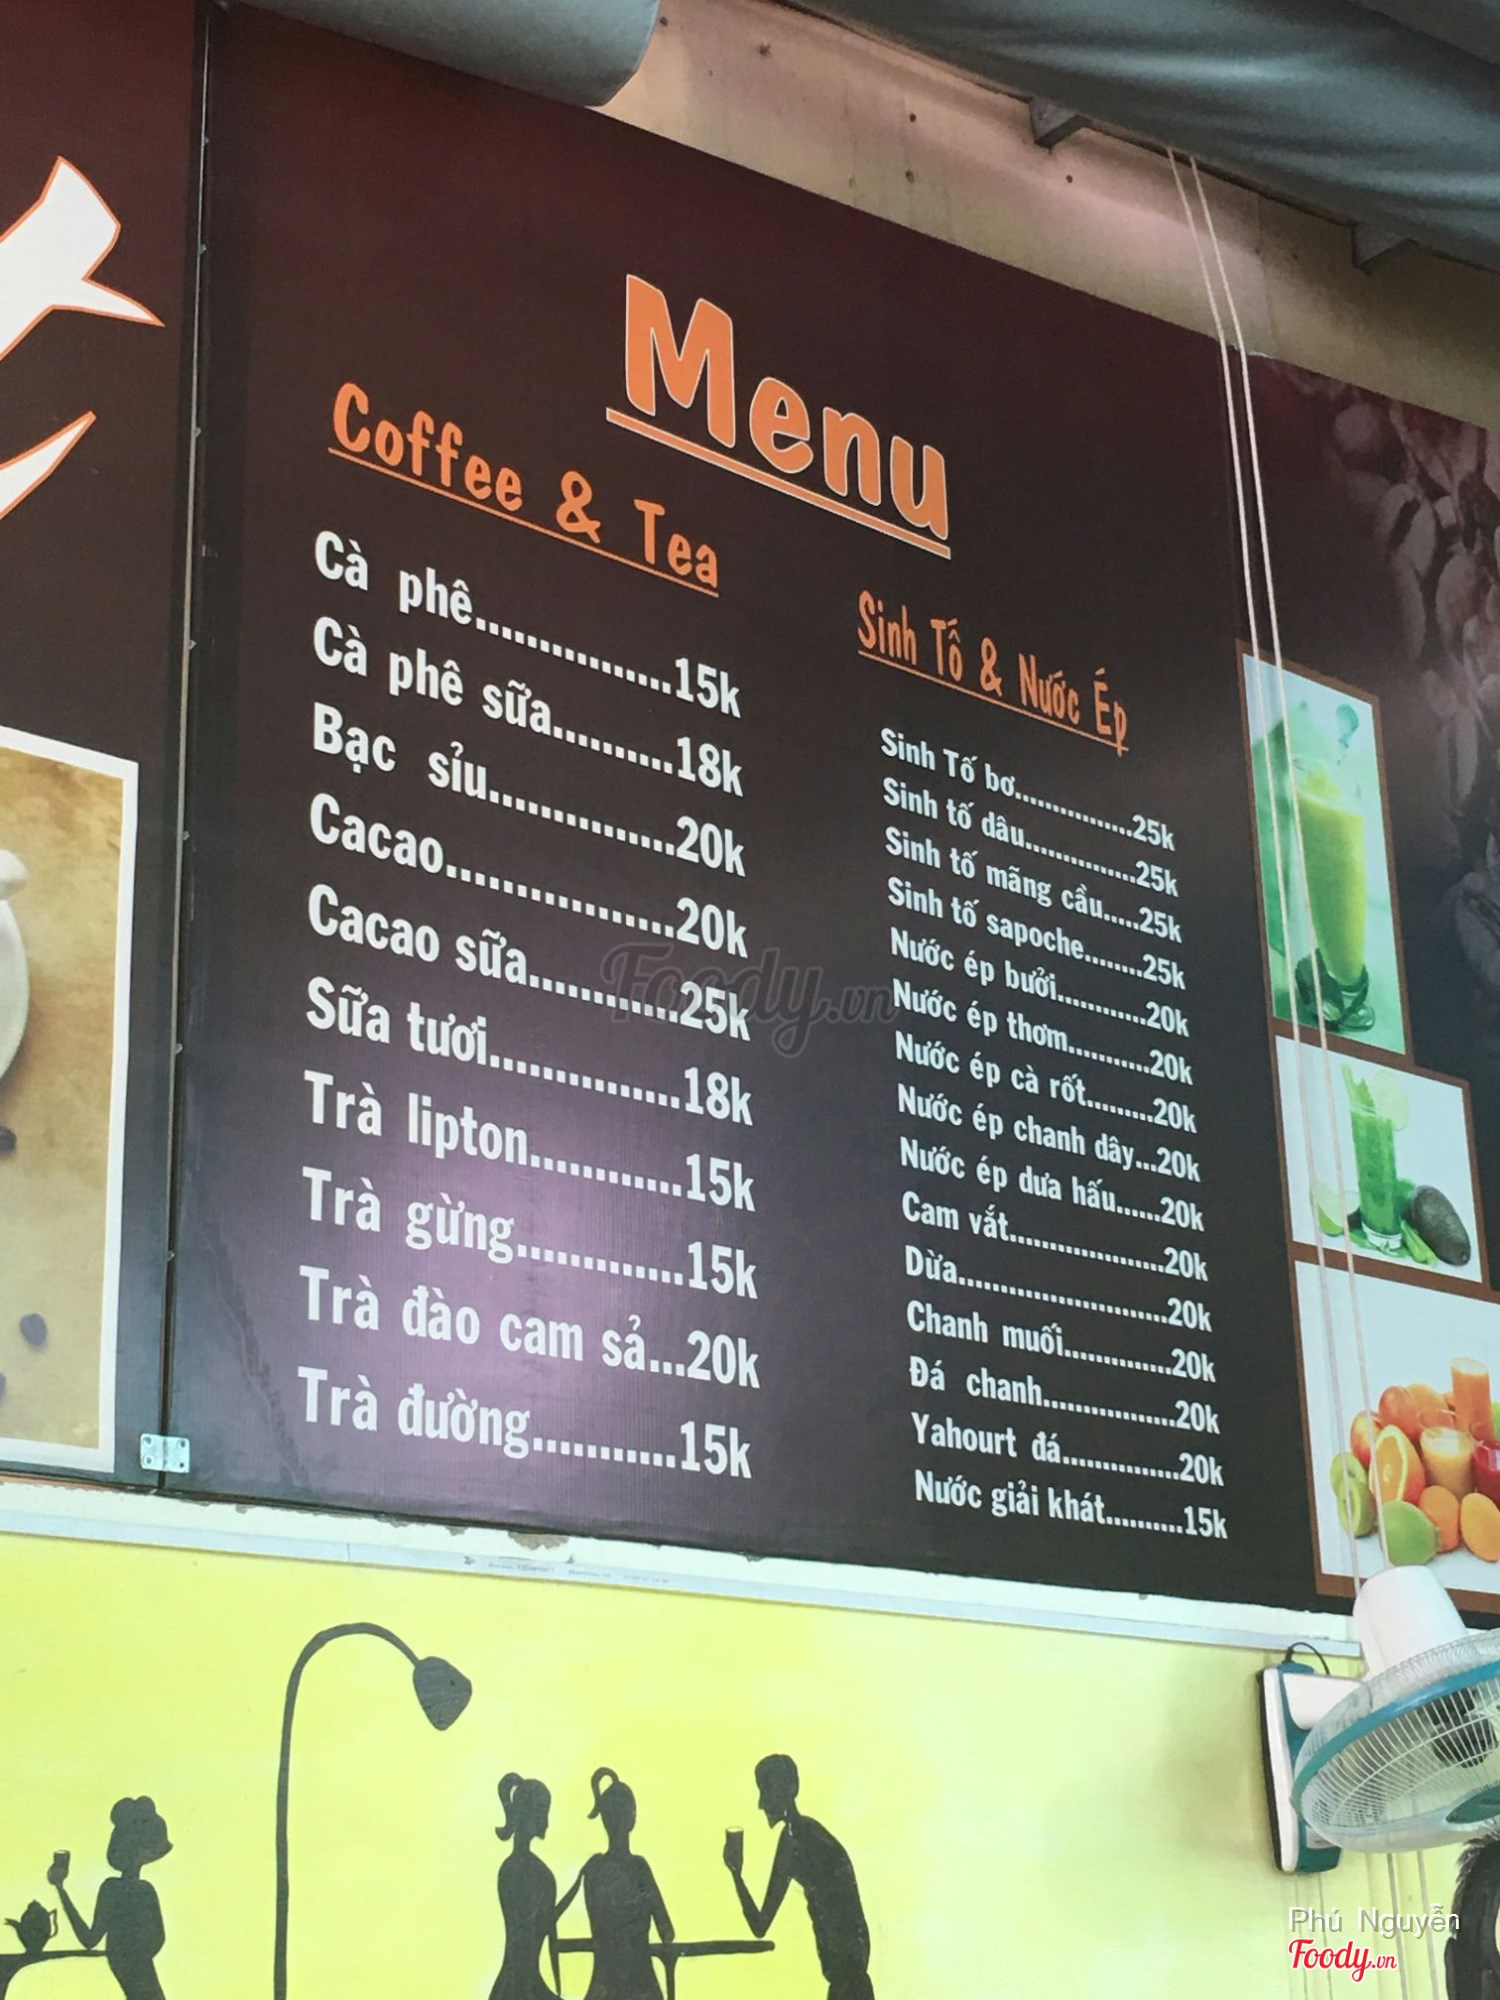 Menu
Coffee & Tea
Cà phê................15k
Cà phê sữa..........18k
Bạc sỉu...............20k
Cacao..................20k
Cacao sữa............25k
Sữa tươi...............18k
Trà lipton............15k
Trà gừng.............15k
Trà đào cam sả...20k
Trà đường...........15k
Sinh Tố & Nước Ép
Sinh Tố bơ................25k
Sinh tố dâu...............25k
Sinh tố mãng cầu.....25k
Sinh tố sapoche........25k
Nước ép bưởi............20k
Nước ép thơm...........20k
Nước ép cà rốt.........20k
Nước ép chanh dây...20k
Nước ép dưa hấu......20k
Cam vắt.....................20k
Dừa............................20k
Chanh muối..............20k
Đá chanh..................20k
Yahourt đá...............20k
Nước giải khát..........15k
Foody.vn
Phú Nguyễn
Foody.vn